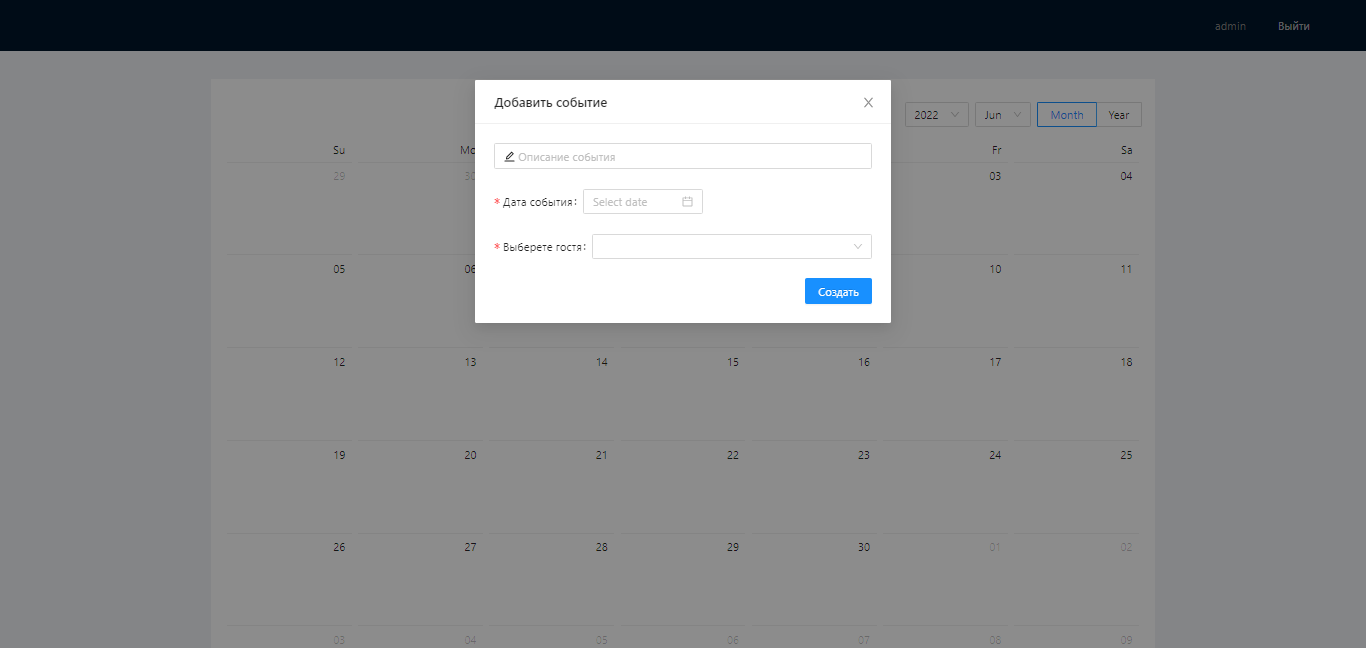 admin Выйти
Добавить событие
2022 Jun Month Year
Описание события
Su Mo Fr Sa
29 30 03 04
* Дата события: Select date
* Выберете гостя:
05 06 10 11
Создать
12 13 14 15 16 17 18
19 20 21 22 23 24 25
26 27 28 29 30 01 02
03 04 05 06 07 08 09